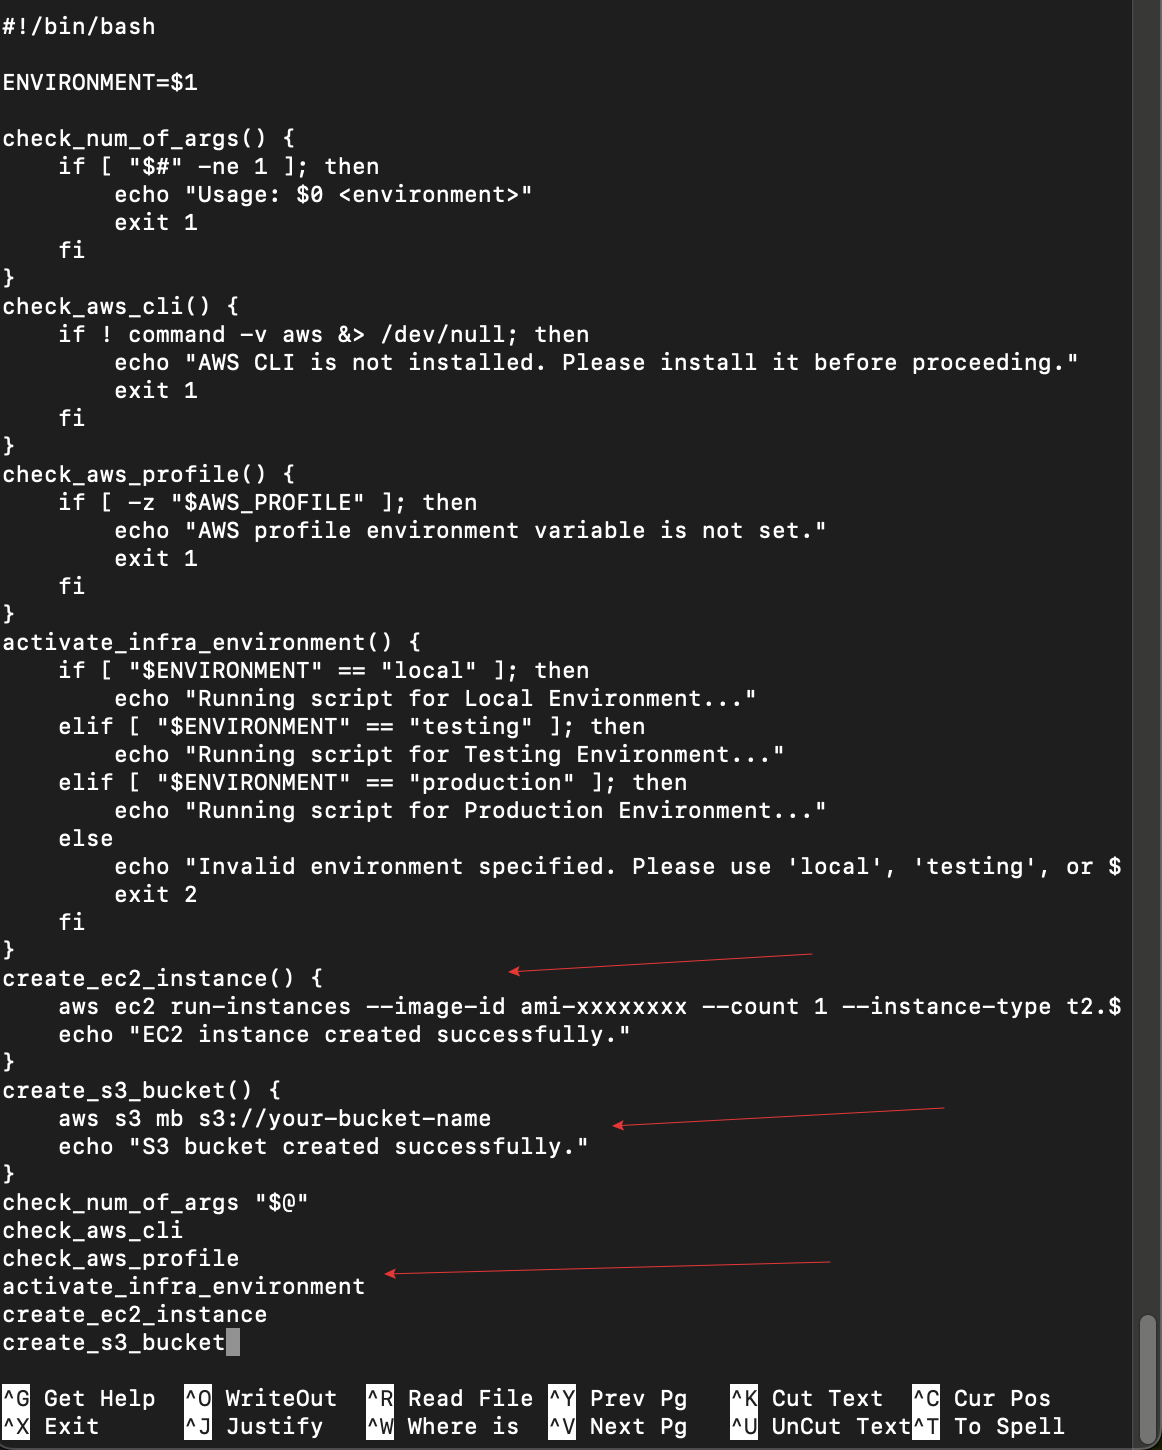 #!/bin/bash
ENVIRONMENT=$1
check_num_of_args() {
    if [ "$#" -ne 1 ]; then
        echo "Usage: $0 <environment>"
        exit 1
    fi
}
check_aws_cli() {
    if ! command -v aws &> /dev/null; then
        echo "AWS CLI is not installed. Please install it before proceeding."
        exit 1
    fi
}
check_aws_profile() {
    if [ -z "$AWS_PROFILE" ]; then
        echo "AWS profile environment variable is not set."
        exit 1
    fi
}
activate_infra_environment() {
    if [ "$ENVIRONMENT" == "local" ]; then
        echo "Running script for Local Environment..."
    elif [ "$ENVIRONMENT" == "testing" ]; then
        echo "Running script for Testing Environment..."
    elif [ "$ENVIRONMENT" == "production" ]; then
        echo "Running script for Production Environment..."
    else
        echo "Invalid environment specified. Please use 'local', 'testing', or $
        exit 2
    fi
}
create_ec2_instance() {
    aws ec2 run-instances --image-id ami-xxxxxxxx --count 1 --instance-type t2.$
    echo "EC2 instance created successfully."
}
create_s3_bucket() {
    aws s3 mb s3://your-bucket-name
    echo "S3 bucket created successfully."
}
check_num_of_args "$@"
check_aws_cli
check_aws_profile
activate_infra_environment
create_ec2_instance
create_s3_bucket
^G Get Help  ^O WriteOut  ^R Read File ^Y Prev Pg   ^K Cut Text  ^C Cur Pos
^X Exit      ^J Justify   ^W Where is  ^V Next Pg   ^U UnCut Text^T To Spell